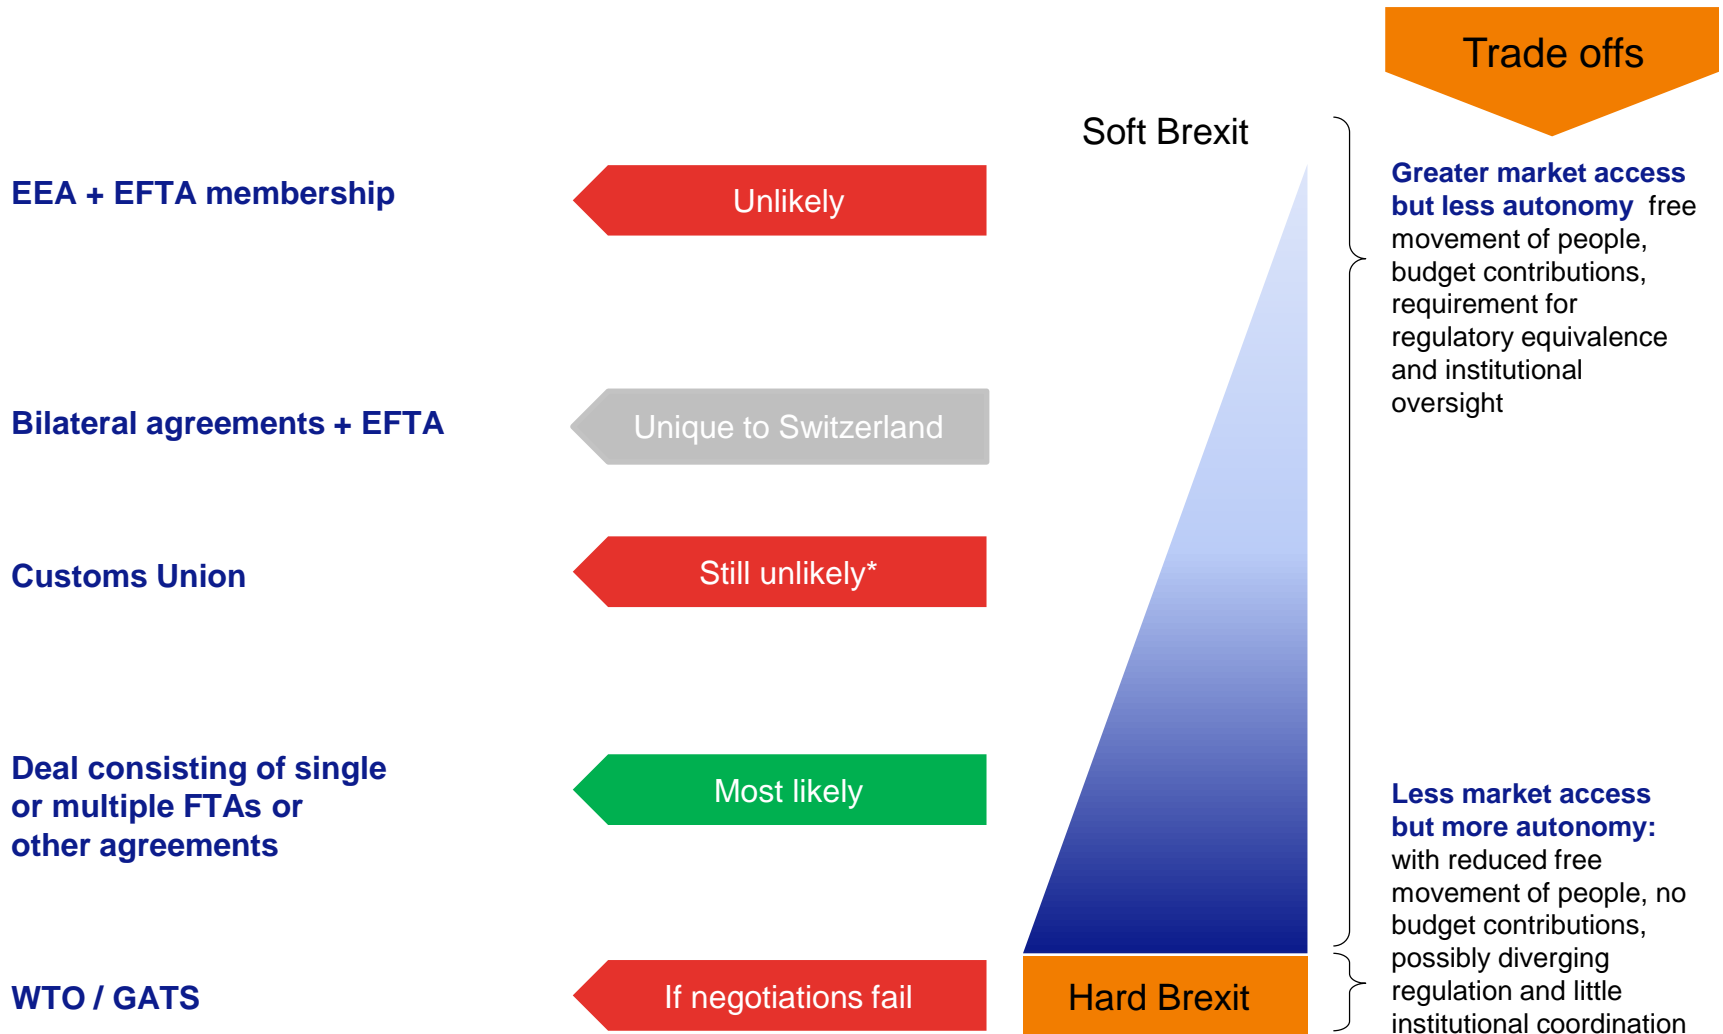 Trade offs
Soft Brexit
EEA + EFTA membership
Unlikely
Greater market access
but less autonomy free
movement of people,
budget contributions,
requirement for
regulatory equivalence
and institutional
oversight
Bilateral agreements + EFTA
Unique to Switzerland
Customs Union
Still unlikely*
Deal consisting of single
or multiple FTAs or
other agreements
Most likely
Less market access
but more autonomy:
with reduced free
movement of people, no
budget contributions,
possibly diverging
regulation and little
institutional coordination
WTO / GATS
If negotiations fail
Hard Brexit